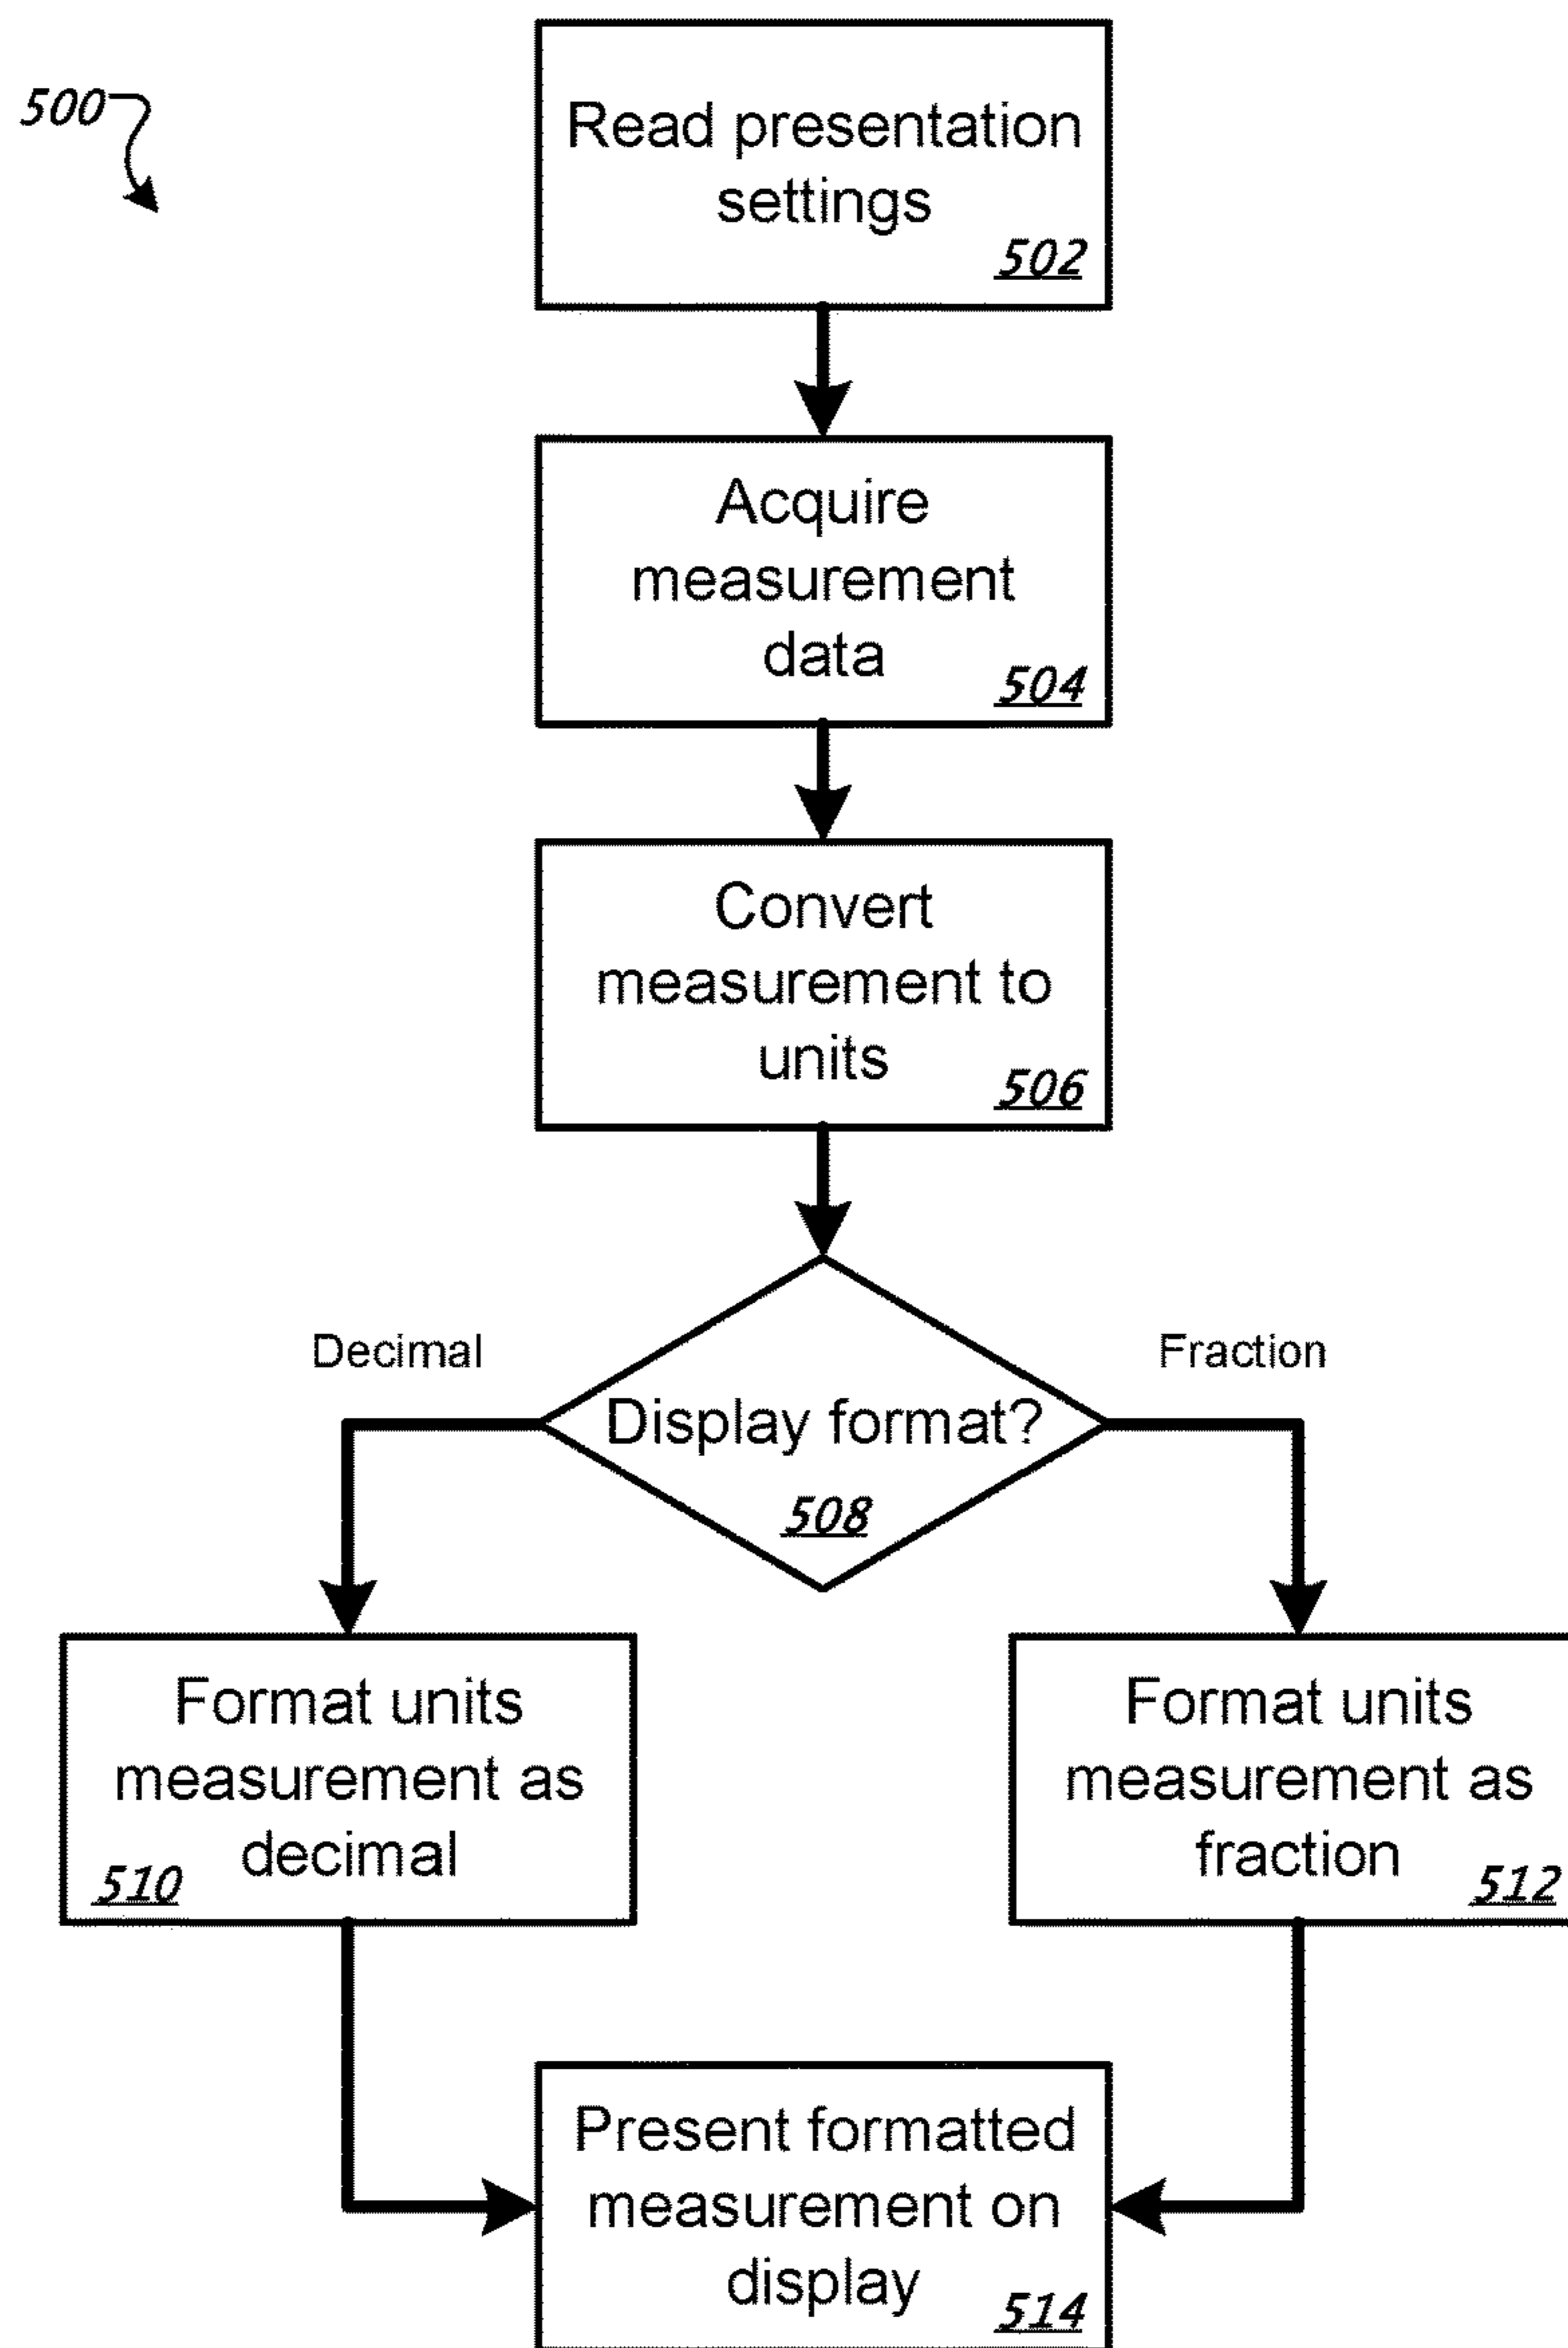 500
Read presentation
settings
502
Acquire
measurement
data
504
Convert
measurement to
units
506
Decimal
Fraction
Display format?
508
Format units
measurement as
decimal
510
Format units
measurement as
fraction
512
Present formatted
measurement on
display
514